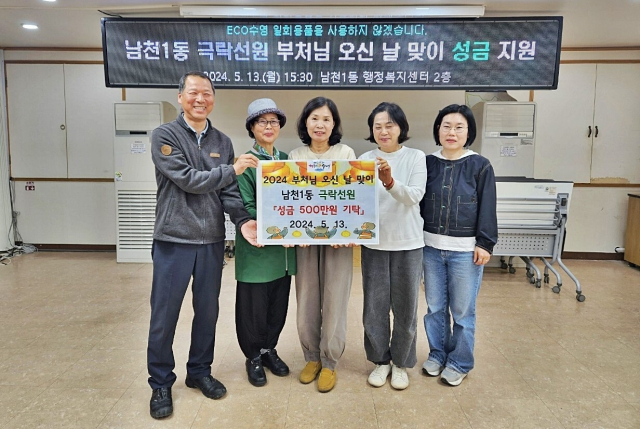 ECO수영 일회용품을 사용하지 않겠습니다.
남천1동 극락선원 부처님 오신 날 맞이 성금 지원
2024. 5. 13.(월) 15:30 남천1동 행정복지센터 2층
2024 부처님 오신 날 맞이
남천1동 극락선원
「성금 500만원 기탁」
2024. 5. 13.